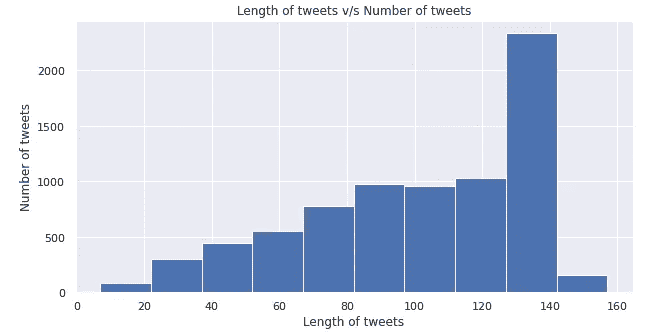 Length of tweets v/s Number of tweets
2000
1500
1000
500
0
Number of tweets
0 20 40 60 80 100 120 140 160
Length of tweets